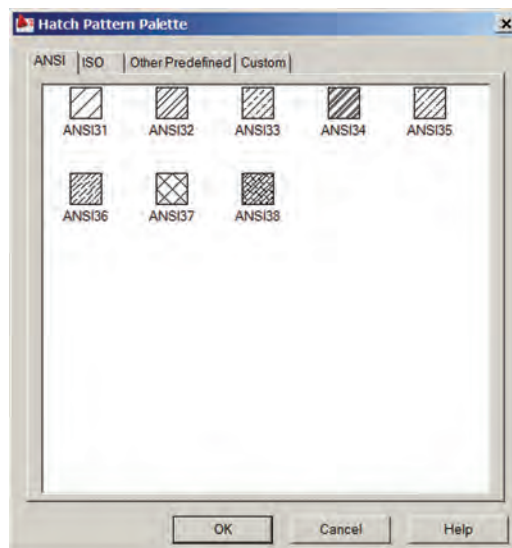 Hatch Pattern Palette
ANSI ISO Other Predefined Custom
ANSI31 ANSI32 ANSI33 ANSI34 ANSI35
ANSI36 ANSI37 ANSI38
OK Cancel Help